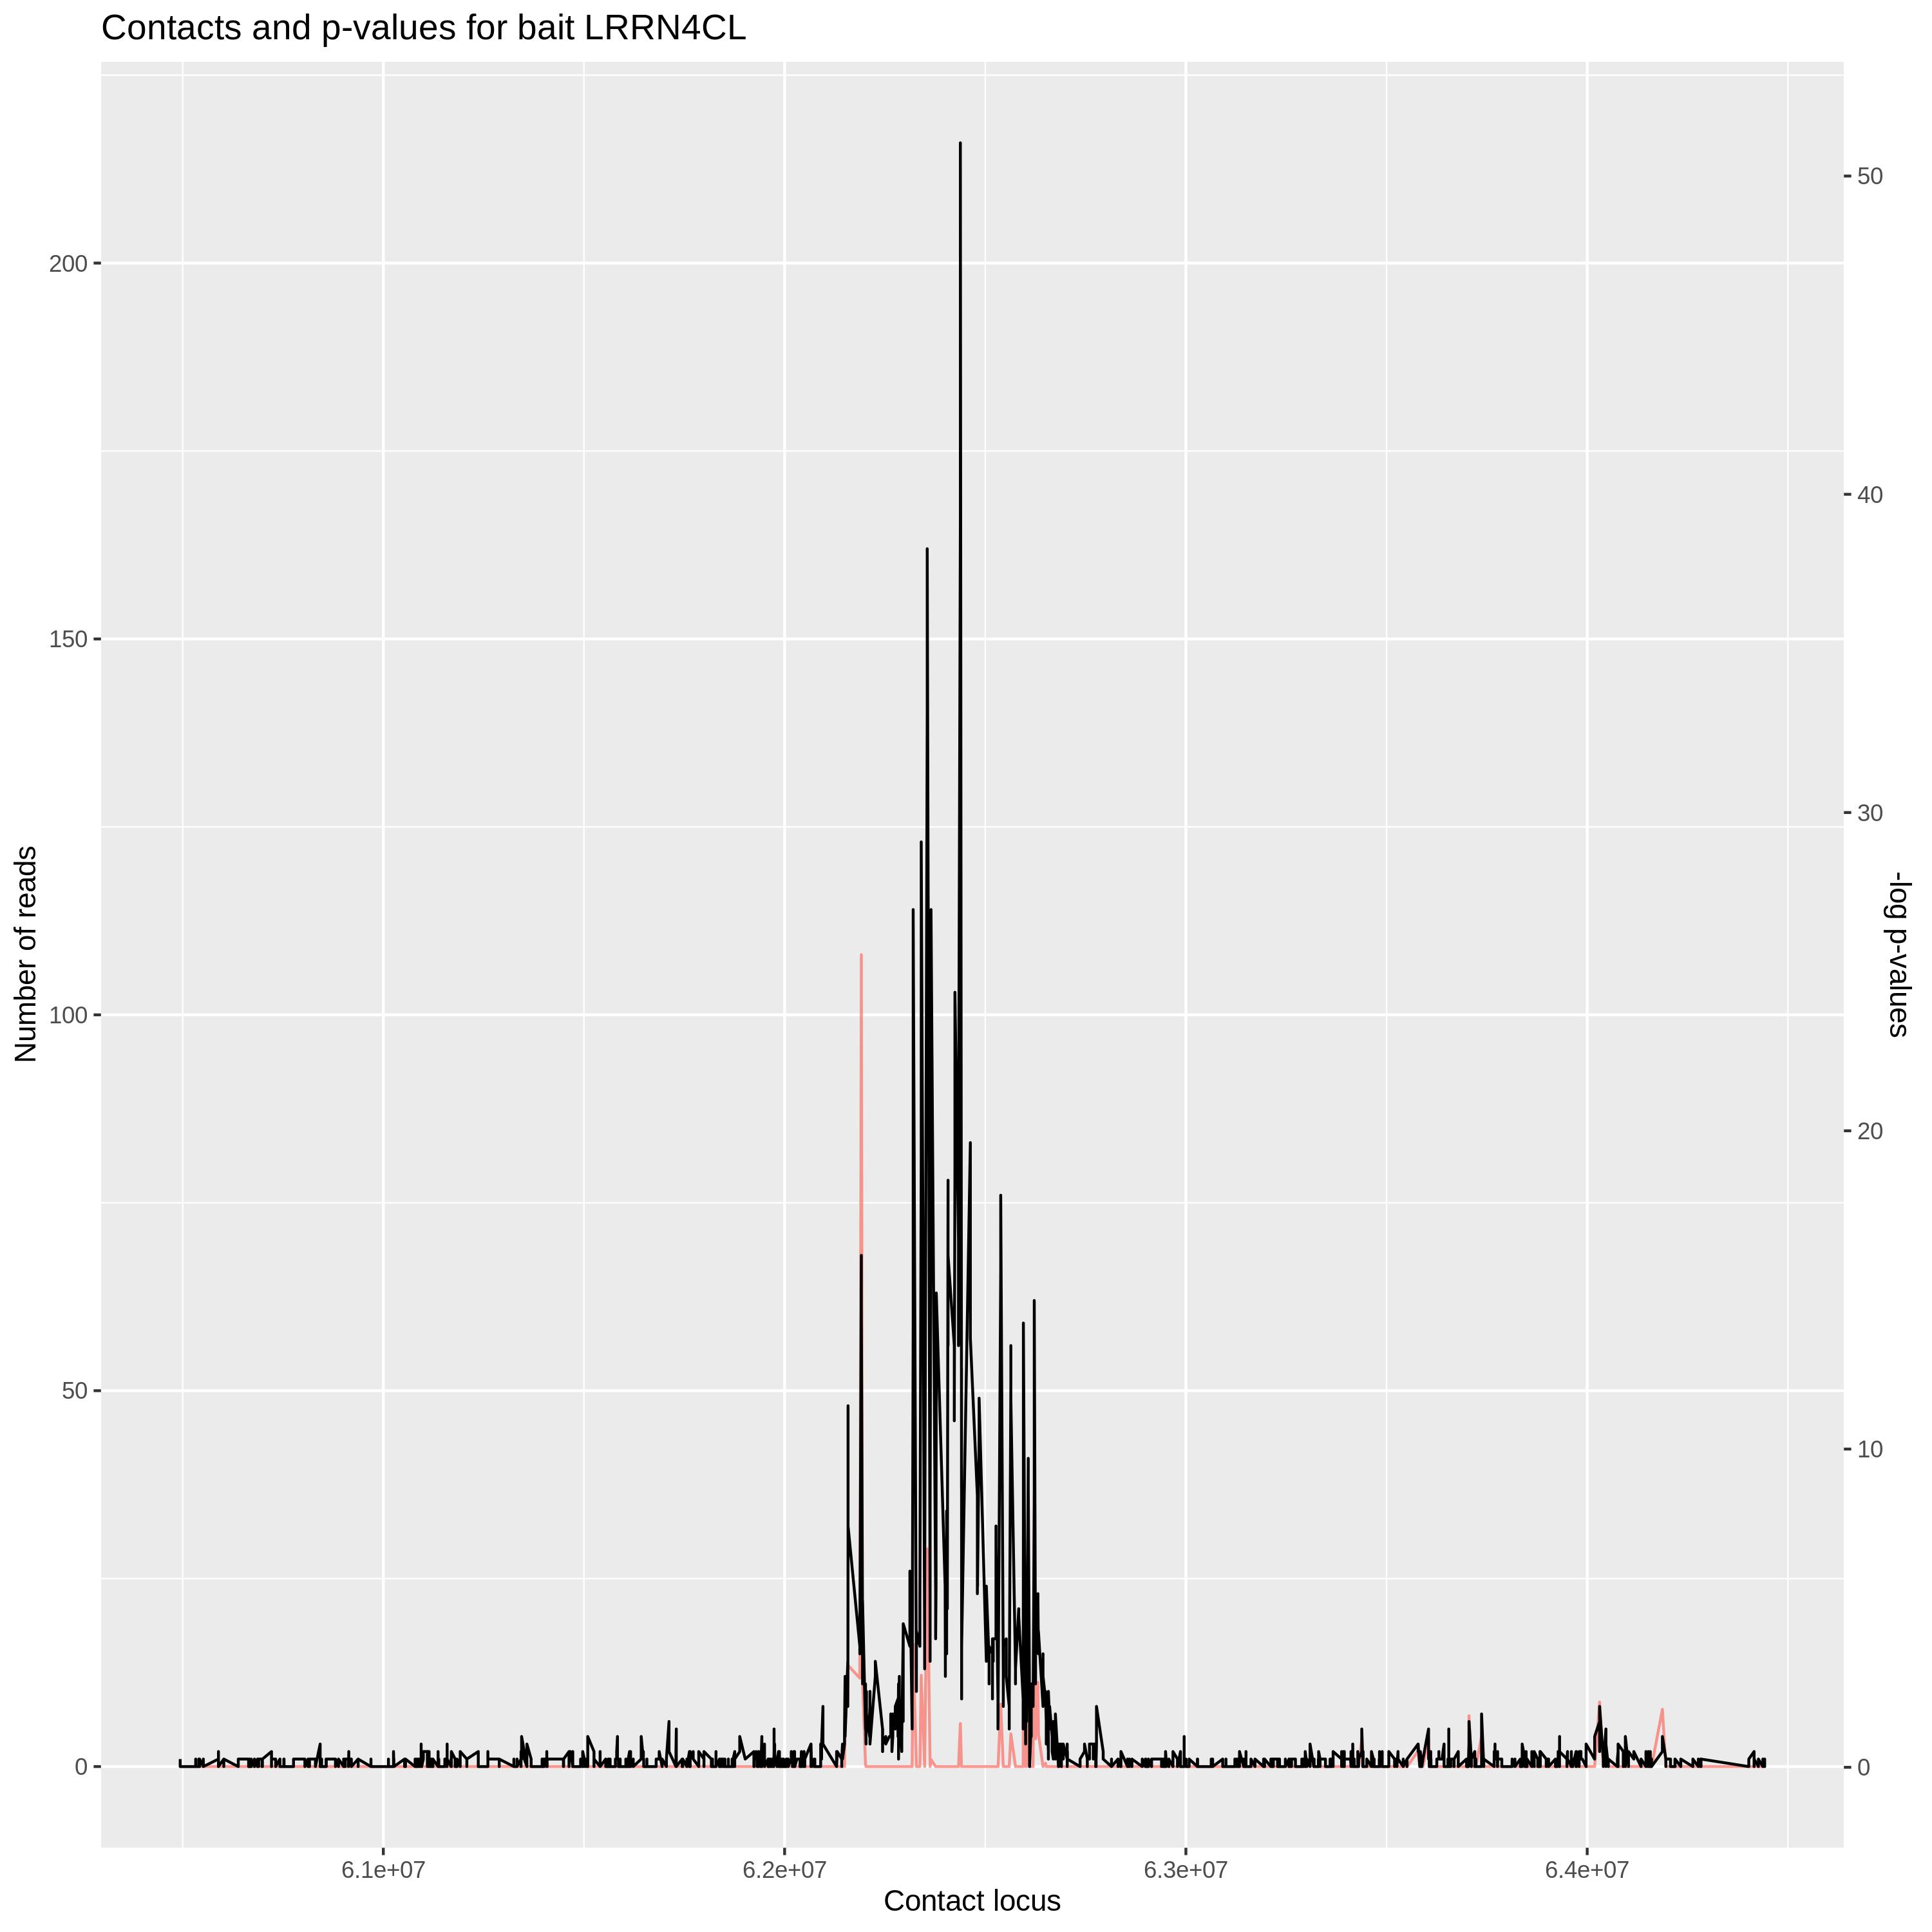 Contacts and p-values for bait LRRN4CL
200
150
100
50
0
Number of reads
50
40
30
20
10
0
-log p-values
6.1e+07
6.2e+07
6.3e+07
6.4e+07
Contact locus